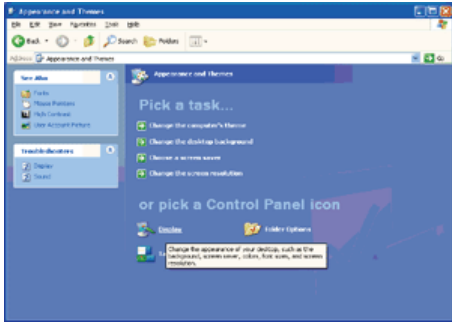 Appearance and Themes
File Edit View Favorites Tools Help
Back Search Folders
Address Appearance and Themes Go
See Also
Fonts
Mouse Pointers
High Contrast
User Account Picture
Troubleshooters
Display
Sound
Appearance and Themes
Pick a task...
Change the computer's theme
Change the desktop background
Choose a screen saver
Change the screen resolution
or pick a Control Panel icon
Display Folder Options
Change the appearance of your desktop, such as the
background, screen saver, colors, font sizes, and screen
resolution.